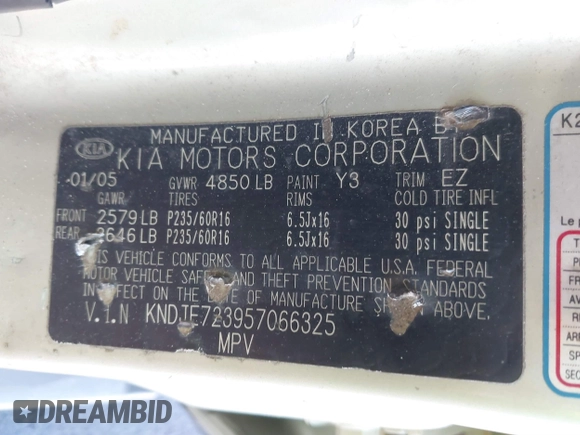 MANUFACTURED IN KOREA BY
KIA KIA MOTORS CORPORATION
01/05 GVWR 4850 LB PAINT Y3 TRIM EZ
GAWR TIRES RIMS COLD TIRE INFL
FRONT 2579 LB P235/60R16 6.5Jx16 30 psi SINGLE
REAR 2646 LB P235/60R16 6.5Jx16 30 psi SINGLE
THIS VEHICLE CONFORMS TO ALL APPLICABLE U.S.A. FEDERAL
MOTOR VEHICLE SAFETY AND THEFT PREVENTION STANDARDS
IN EFFECT ON THE DATE OF MANUFACTURE SHOWN ABOVE.
V.I.N KNDJE723957066325
MPV
K2
Le p
DREAMBID